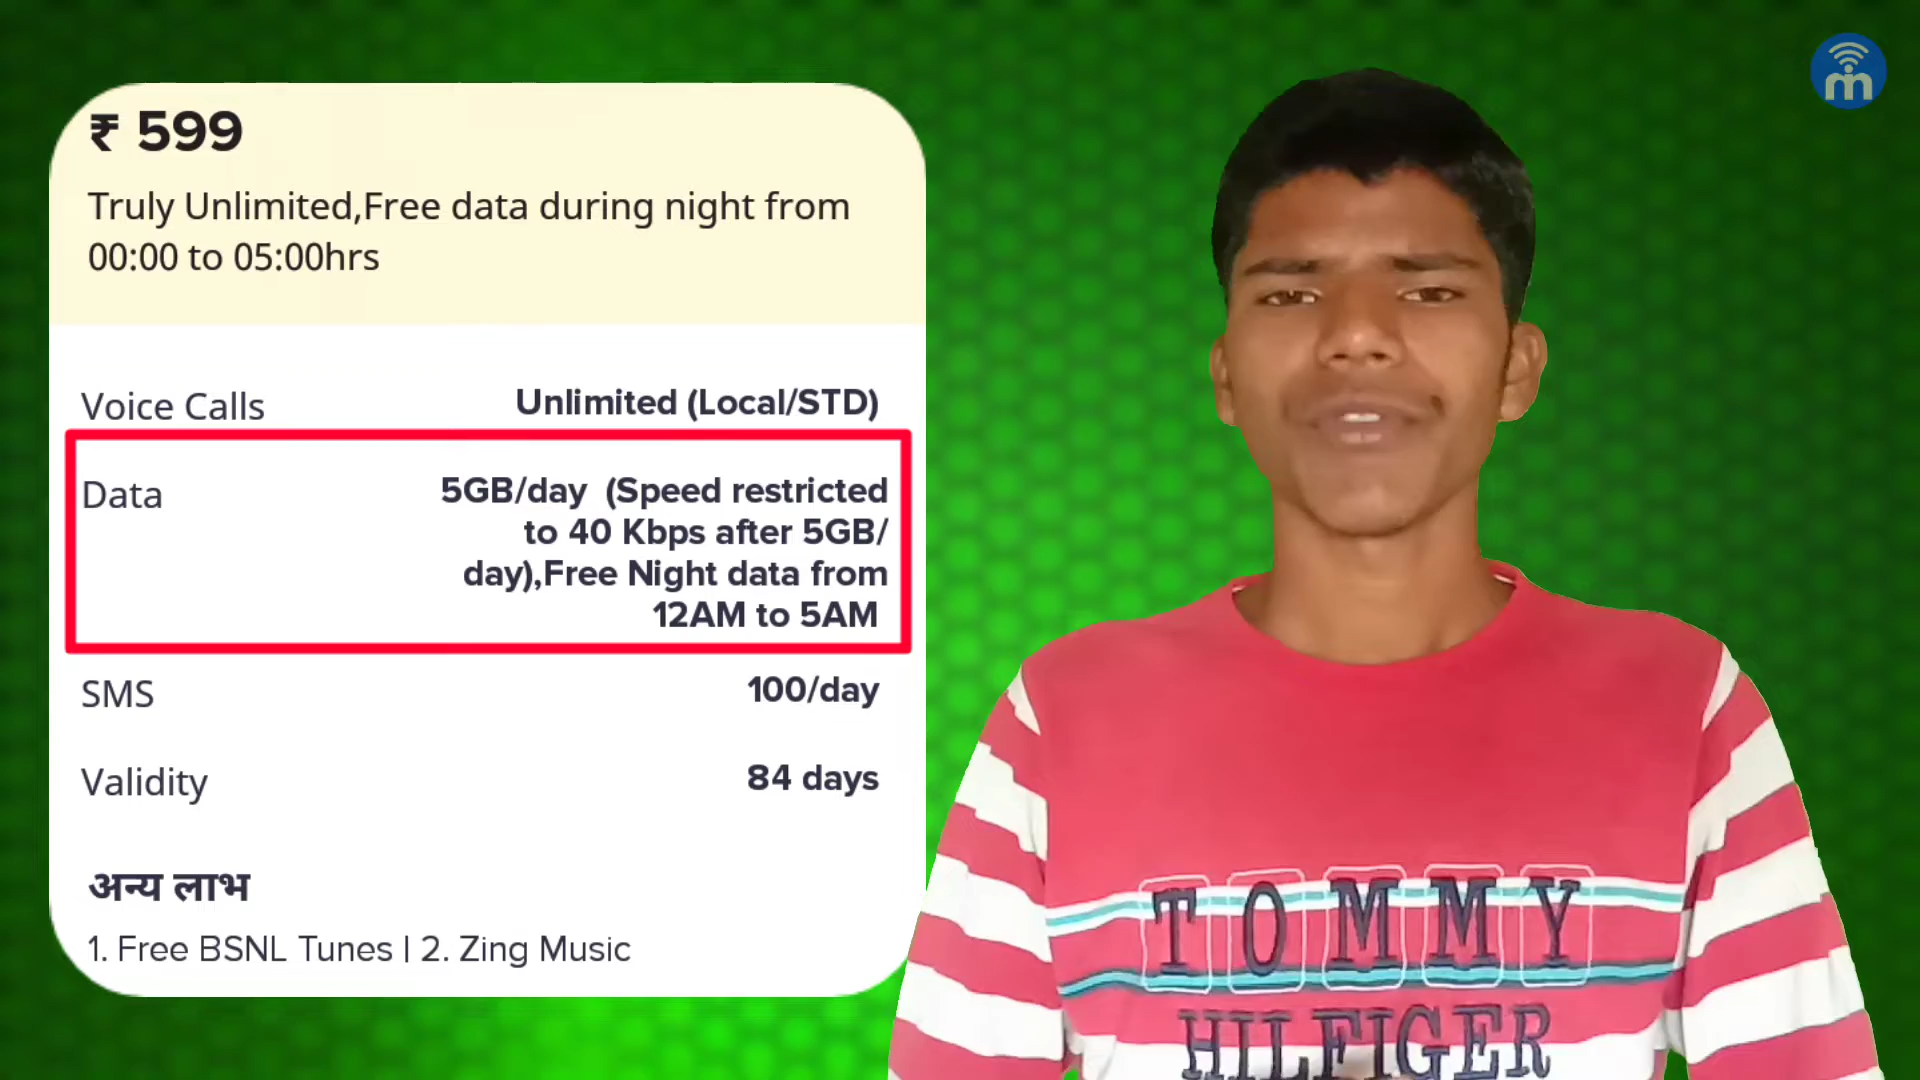 ₹ 599
Truly Unlimited,Free data during night from
00:00 to 05:00hrs
Voice Calls Unlimited (Local/STD)
Data 5GB/day (Speed restricted
to 40 Kbps after 5GB/
day),Free Night data from
12AM to 5AM
SMS 100/day
Validity 84 days
अन्य लाभ
1. Free BSNL Tunes | 2. Zing Music
m
TOMMY
HILFIGER